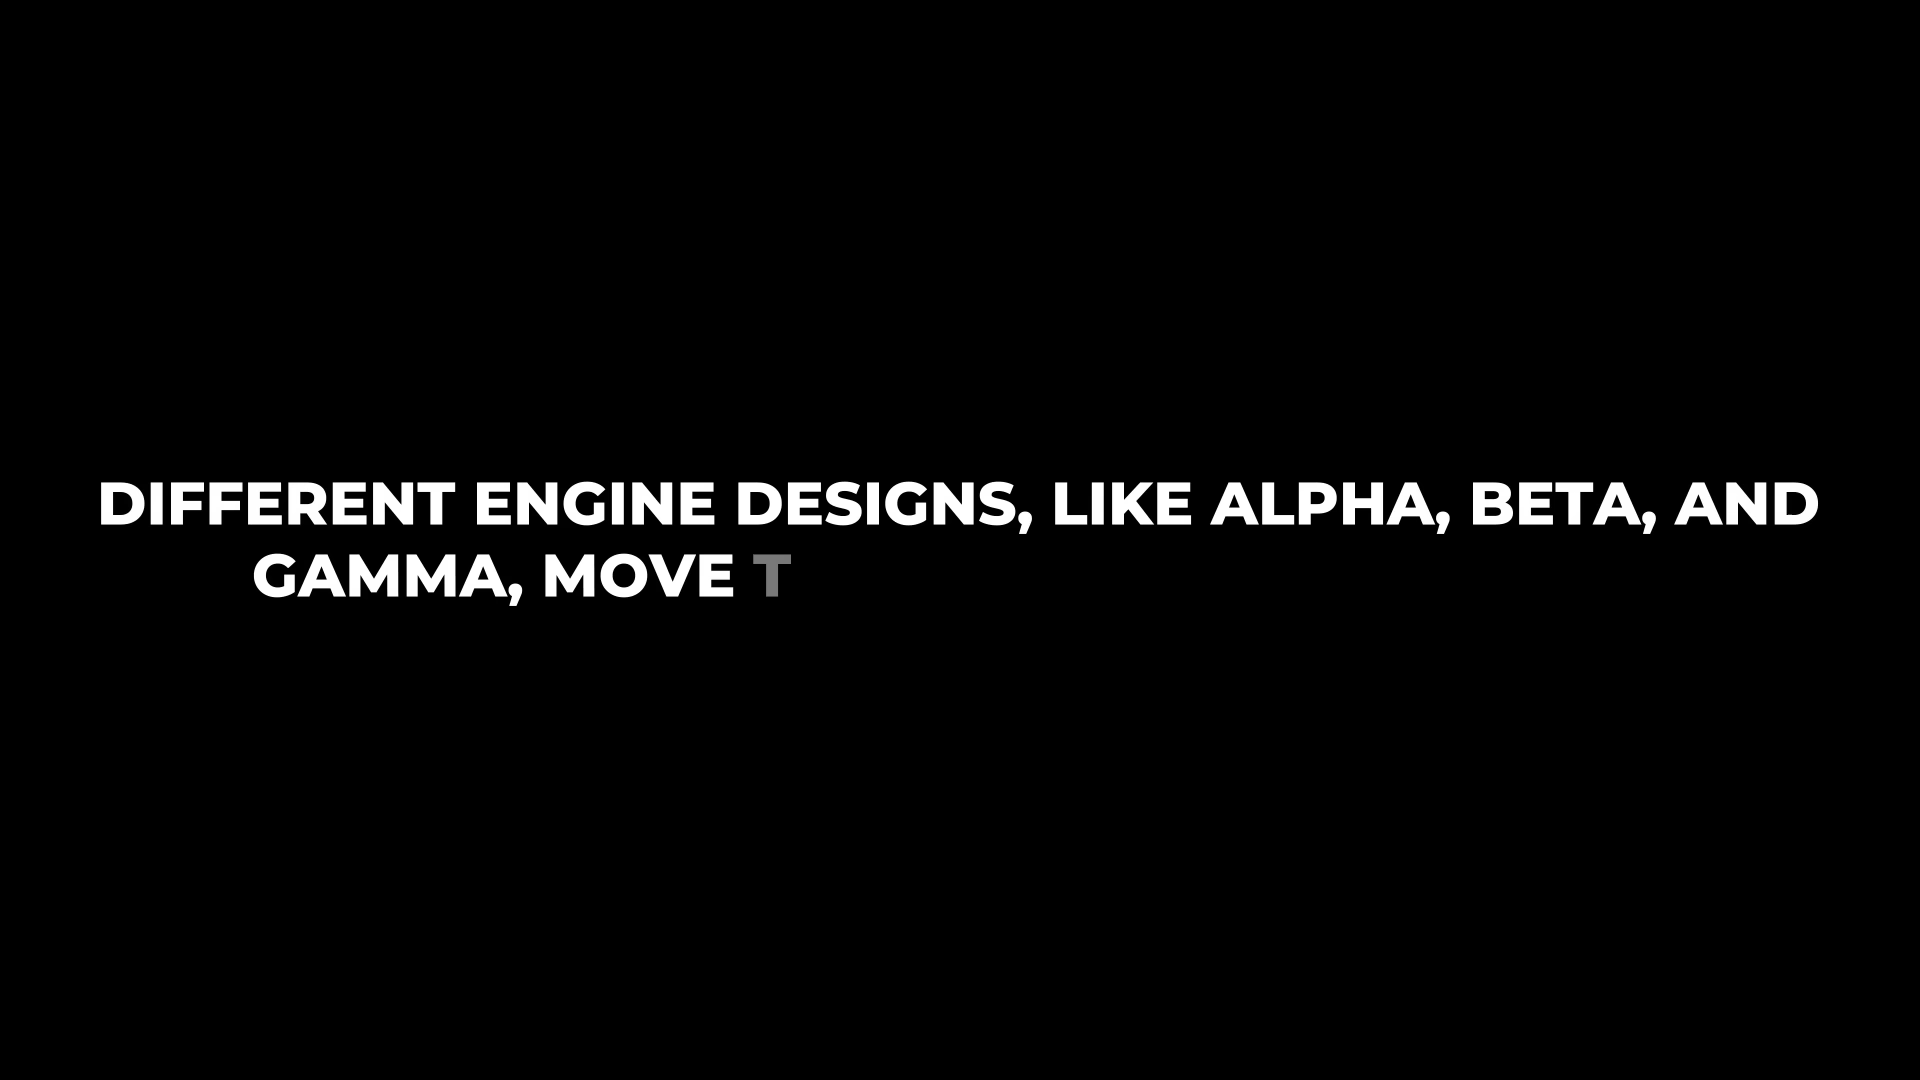 DIFFERENT ENGINE DESIGNS, LIKE ALPHA, BETA, AND
GAMMA, MOVE T